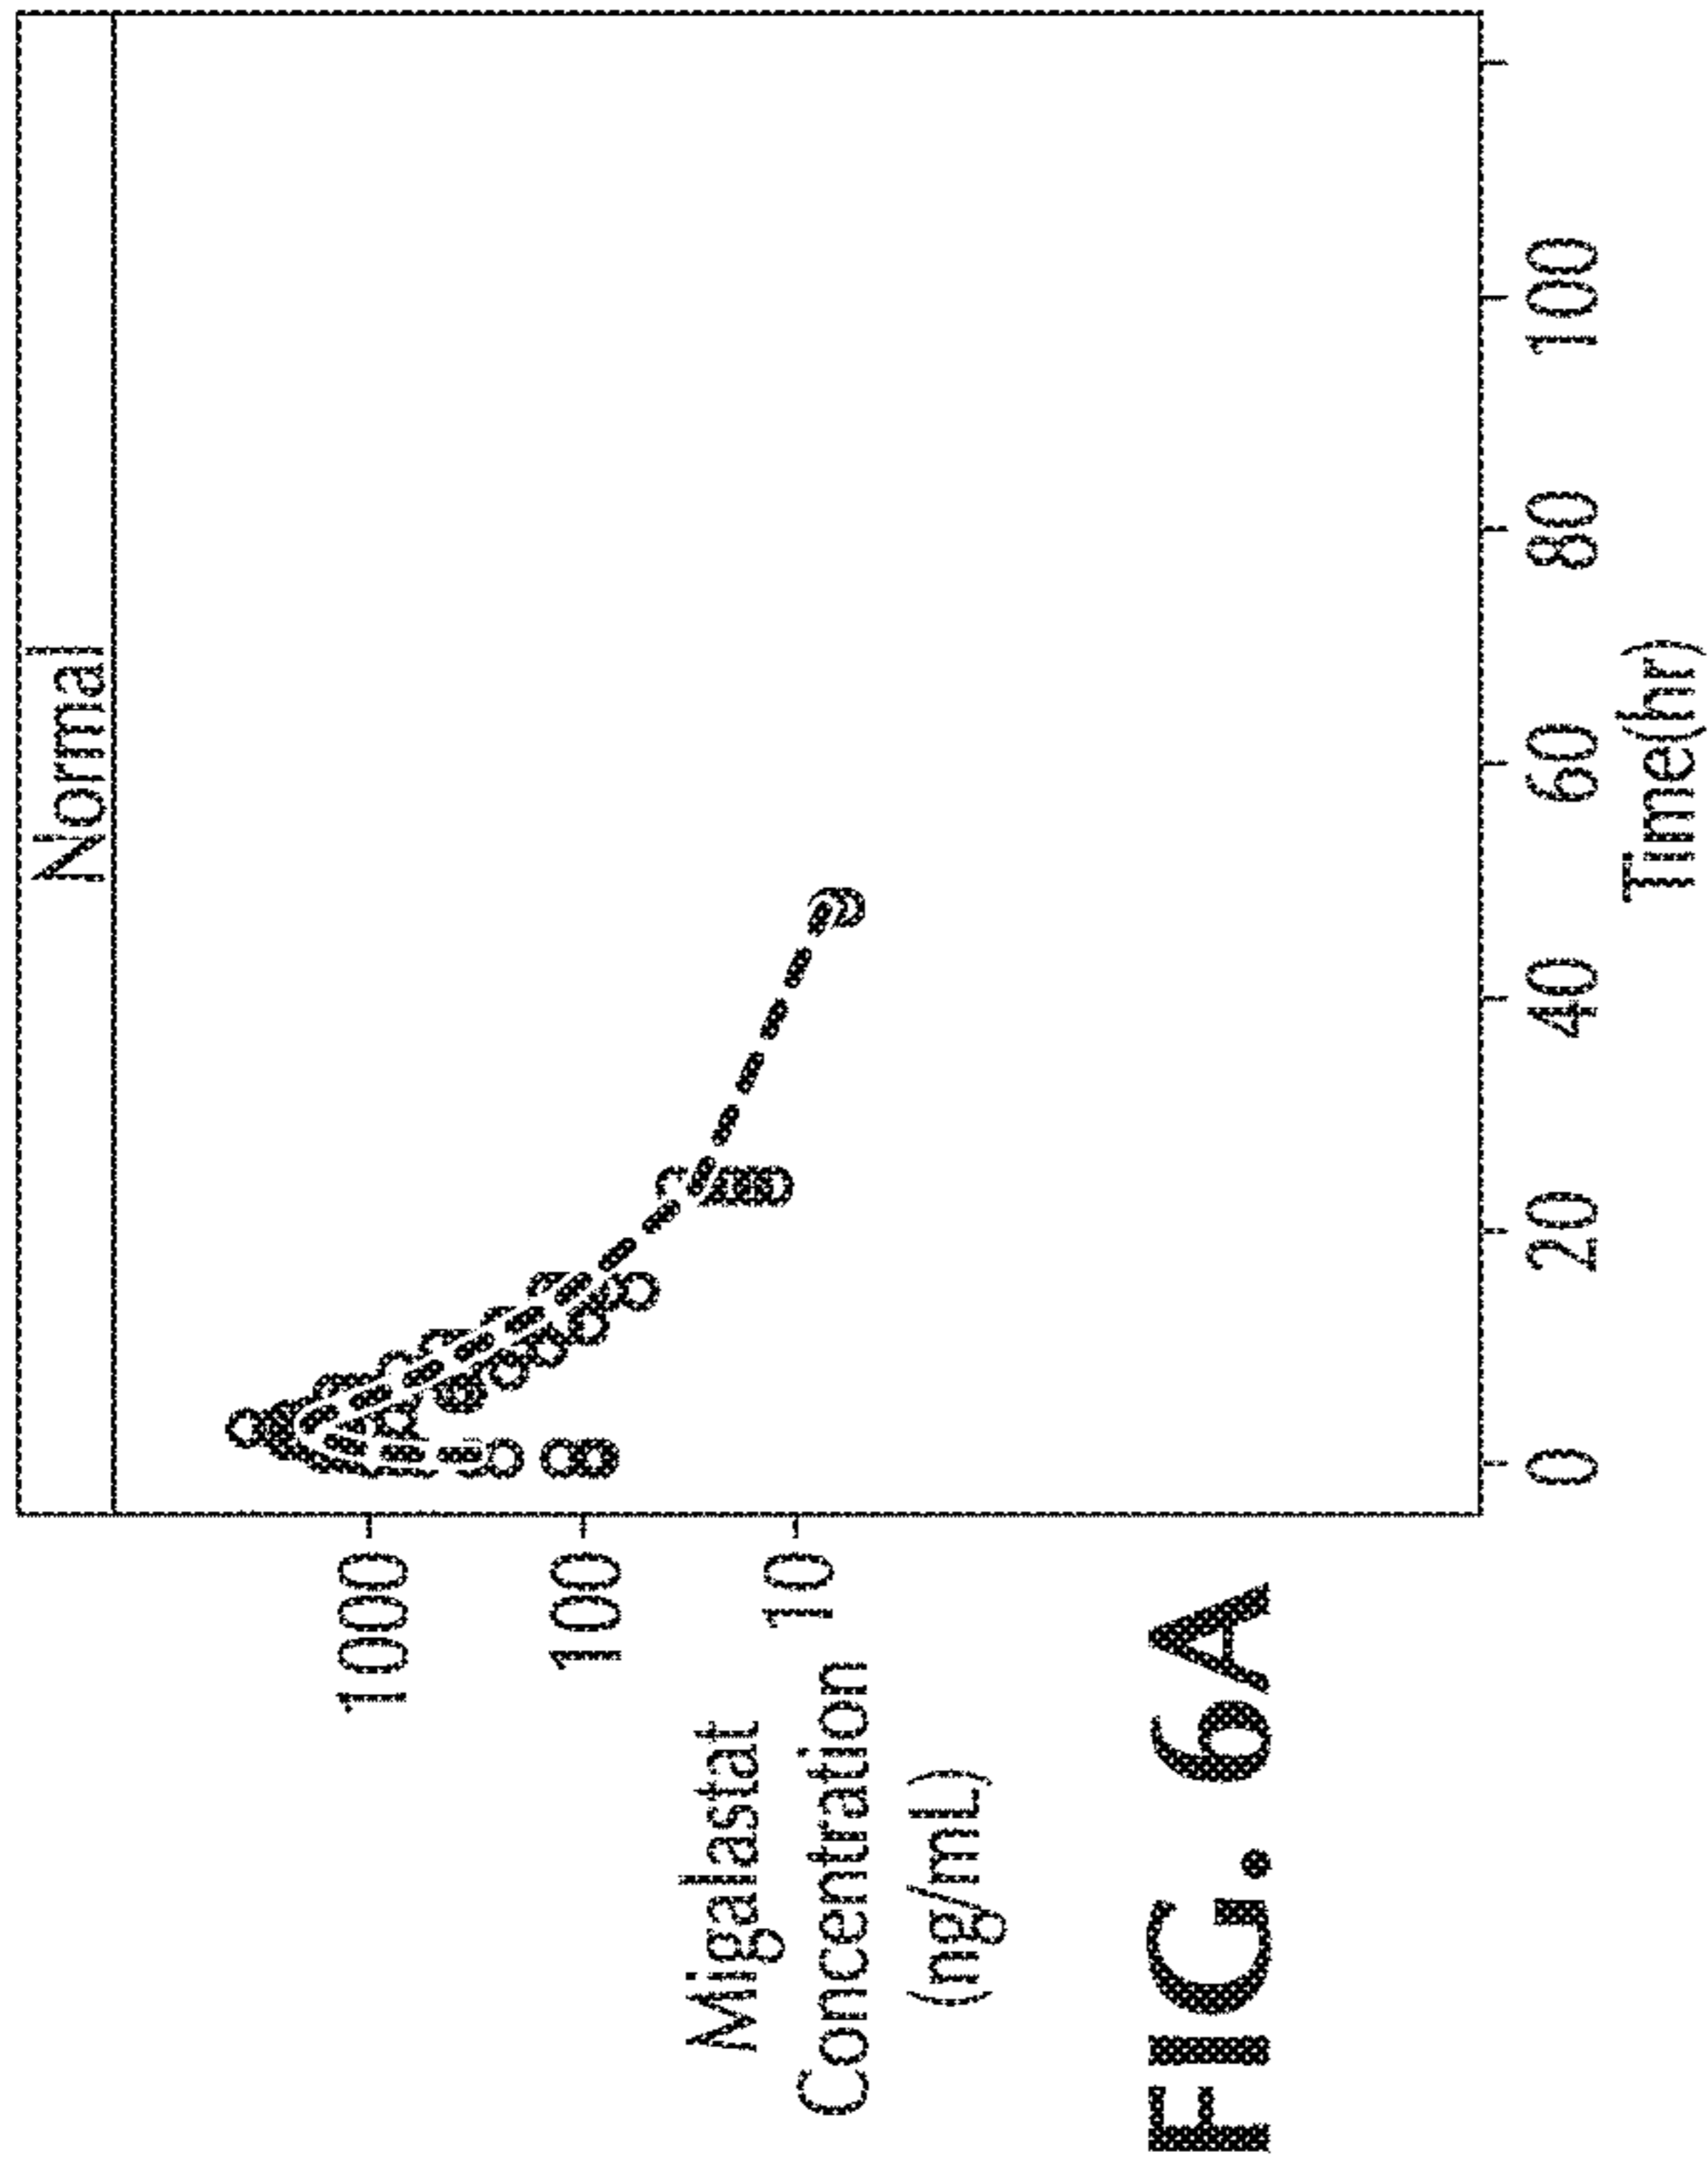 Normal
1000
100
10
Migalastat
Concentration
(ng/mL)
0 20 40 60 80 100
Time(hr)
FIG. 6A